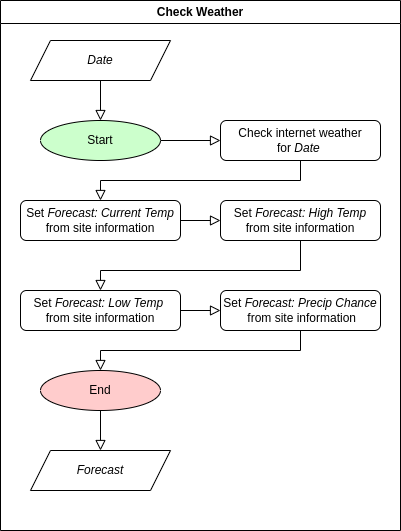 Check Weather
Date
Start
Check internet weather
for Date
Set Forecast: Current Temp
from site information
Set Forecast: High Temp
from site information
Set Forecast: Low Temp
from site information
Set Forecast: Precip Chance
from site information
End
Forecast